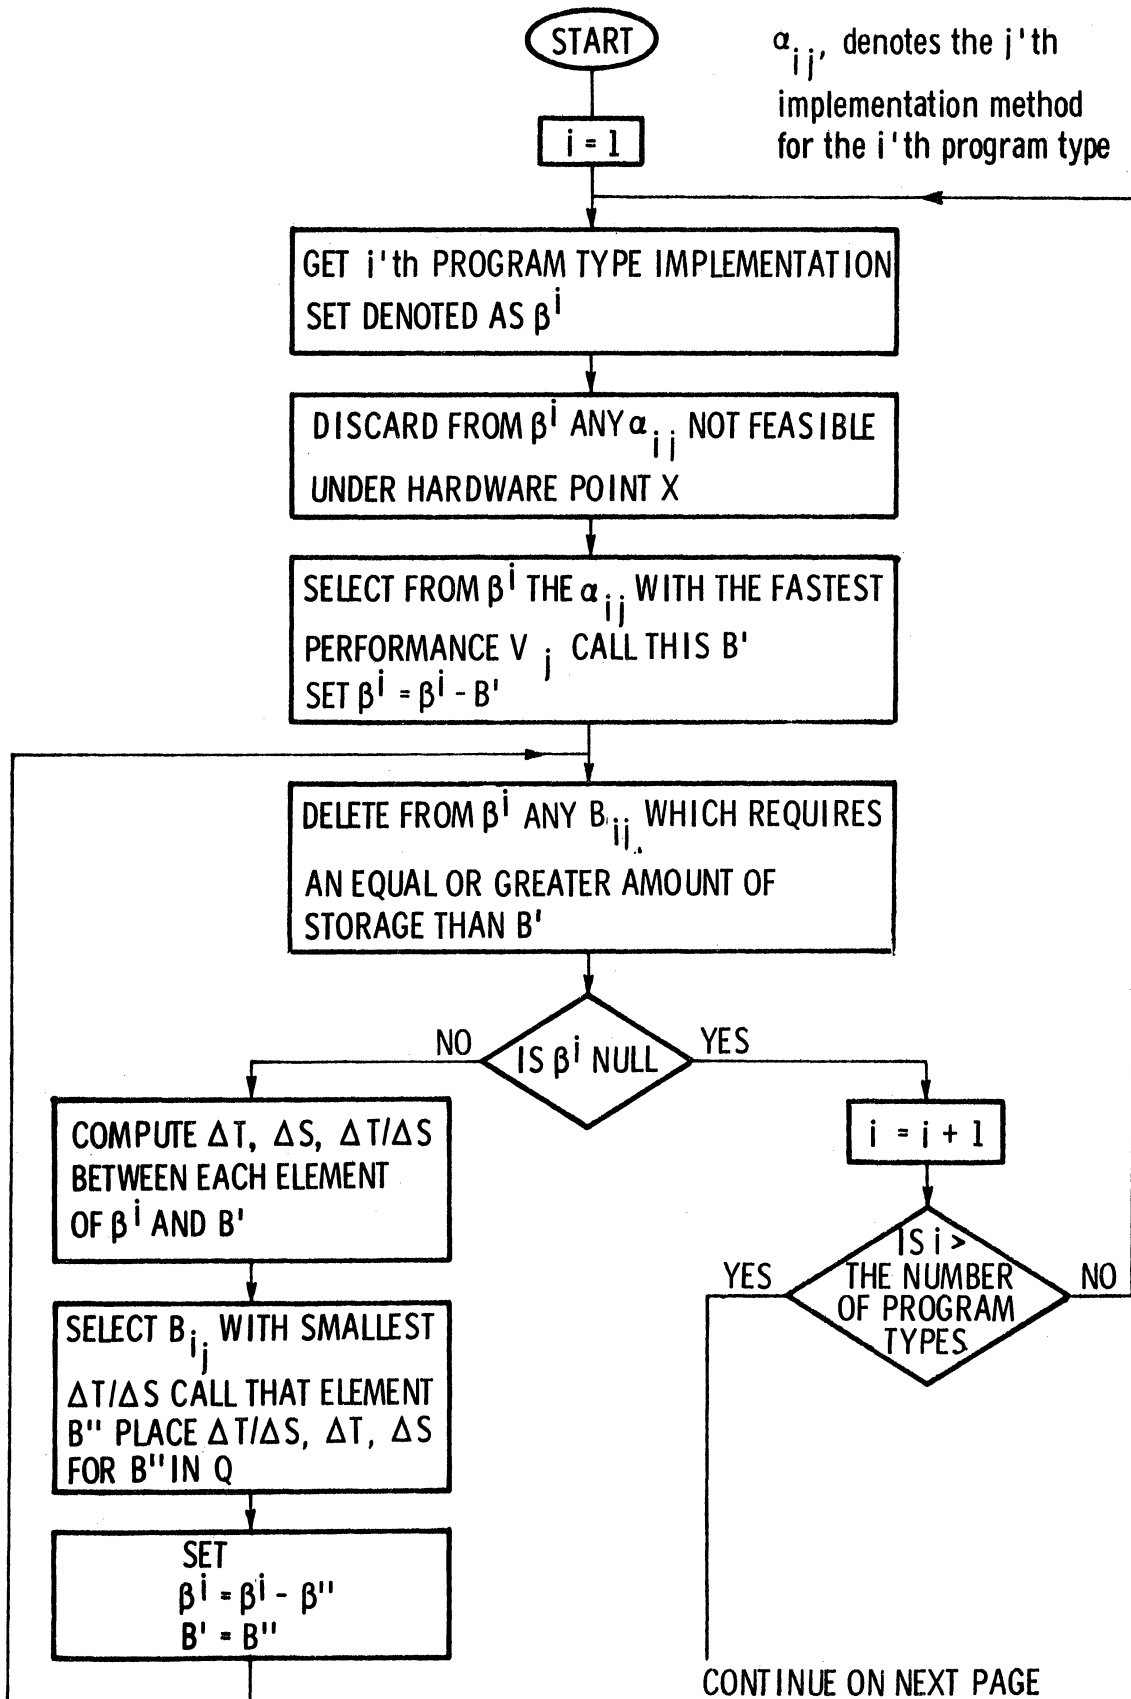 START
α_ij, denotes the j'th
implementation method
for the i'th program type
i = 1
GET i'th PROGRAM TYPE IMPLEMENTATION
SET DENOTED AS β^i
DISCARD FROM β^i ANY α_ij NOT FEASIBLE
UNDER HARDWARE POINT X
SELECT FROM β^i THE α_ij WITH THE FASTEST
PERFORMANCE V_j CALL THIS B'
SET β^i = β^i - B'
DELETE FROM β^i ANY B_ij WHICH REQUIRES
AN EQUAL OR GREATER AMOUNT OF
STORAGE THAN B'
IS β^i NULL
NO
YES
COMPUTE ΔT, ΔS, ΔT/ΔS
BETWEEN EACH ELEMENT
OF β^i AND B'
i = i + 1
SELECT B_ij WITH SMALLEST
ΔT/ΔS CALL THAT ELEMENT
B'' PLACE ΔT/ΔS, ΔT, ΔS
FOR B'' IN Q
IS i >
THE NUMBER
OF PROGRAM
TYPES
YES
NO
SET
β^i = β^i - β''
B' = B''
CONTINUE ON NEXT PAGE